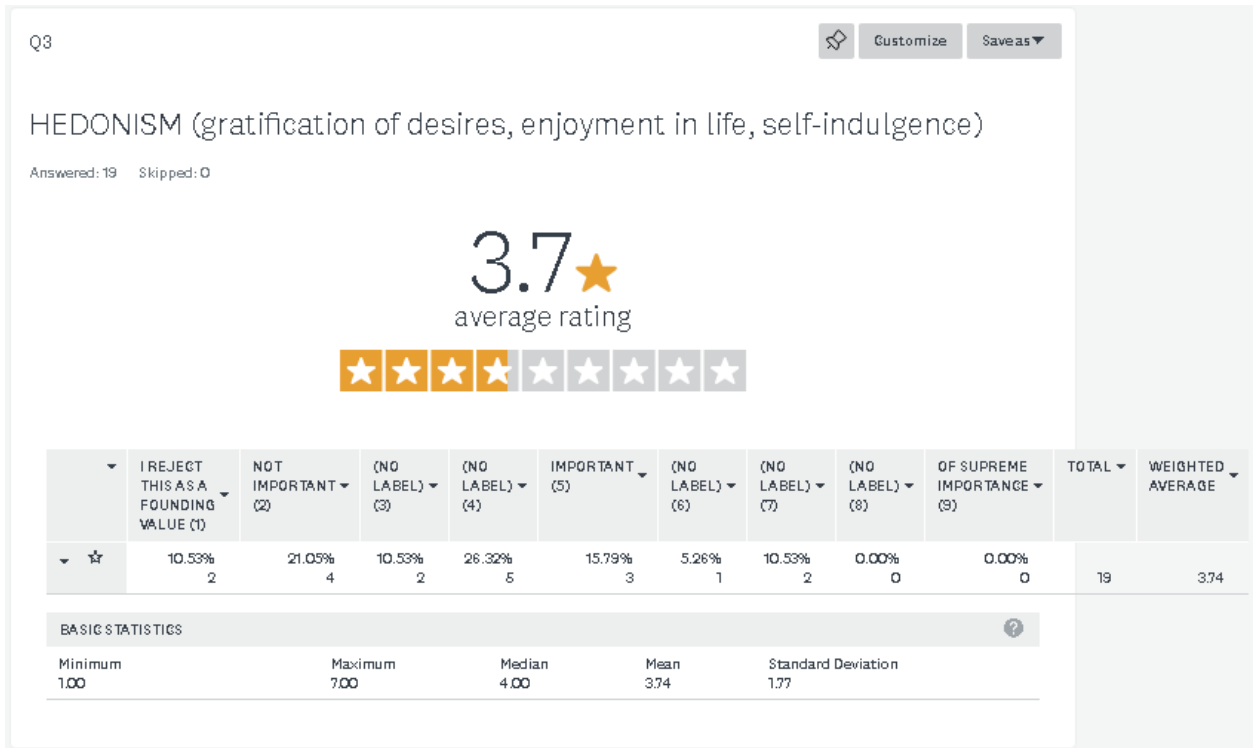 Q3
Customize
Save as
HEDONISM (gratification of desires, enjoyment in life, self-indulgence)
Answered: 19 Skipped: 0
3.7
average rating
I REJECT THIS AS A FOUNDING VALUE (1)
NOT IMPORTANT (2)
(NO LABEL) (3)
(NO LABEL) (4)
IMPORTANT (5)
(NO LABEL) (6)
(NO LABEL) (7)
(NO LABEL) (8)
OF SUPREME IMPORTANCE (9)
TOTAL
WEIGHTED AVERAGE
10.53% 21.05% 10.53% 26.32% 15.79% 5.26% 10.53% 0.00% 0.00%
2 4 2 5 3 1 2 0 0 19 3.74
BASIC STATISTICS
Minimum Maximum Median Mean Standard Deviation
1.00 7.00 4.00 3.74 1.77